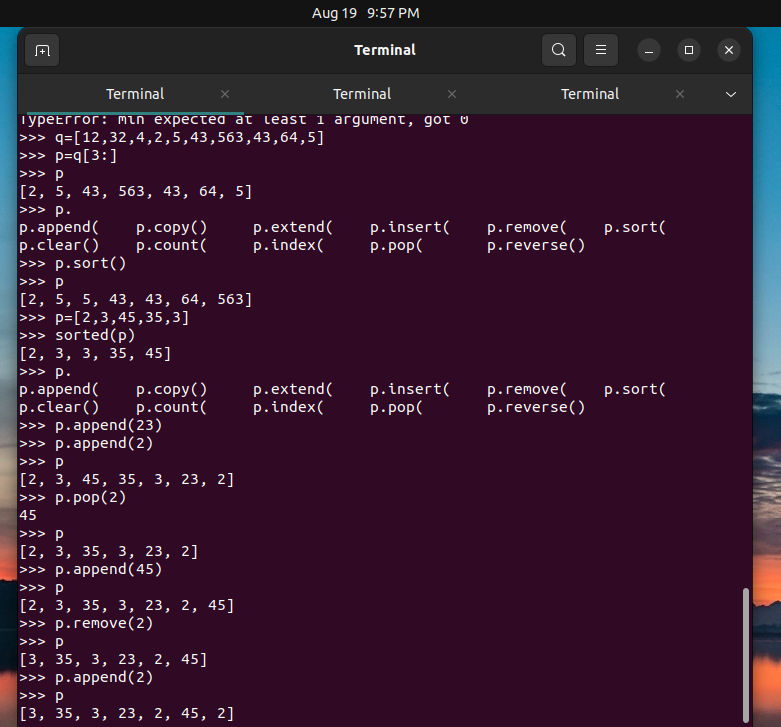 Aug 19 9:57 PM
Terminal
Terminal Terminal Terminal
TypeError: min expected at least 1 argument, got 0
>>> q=[12,32,4,2,5,43,563,43,64,5]
>>> p=q[3:]
>>> p
[2, 5, 43, 563, 43, 64, 5]
>>> p.
p.append( p.copy() p.extend( p.insert( p.remove( p.sort(
p.clear() p.count( p.index( p.pop( p.reverse()
>>> p.sort()
>>> p
[2, 5, 5, 43, 43, 64, 563]
>>> p=[2,3,45,35,3]
>>> sorted(p)
[2, 3, 3, 35, 45]
>>> p.
p.append( p.copy() p.extend( p.insert( p.remove( p.sort(
p.clear() p.count( p.index( p.pop( p.reverse()
>>> p.append(23)
>>> p.append(2)
>>> p
[2, 3, 45, 35, 3, 23, 2]
>>> p.pop(2)
45
>>> p
[2, 3, 35, 3, 23, 2]
>>> p.append(45)
>>> p
[2, 3, 35, 3, 23, 2, 45]
>>> p.remove(2)
>>> p
[3, 35, 3, 23, 2, 45]
>>> p.append(2)
>>> p
[3, 35, 3, 23, 2, 45, 2]